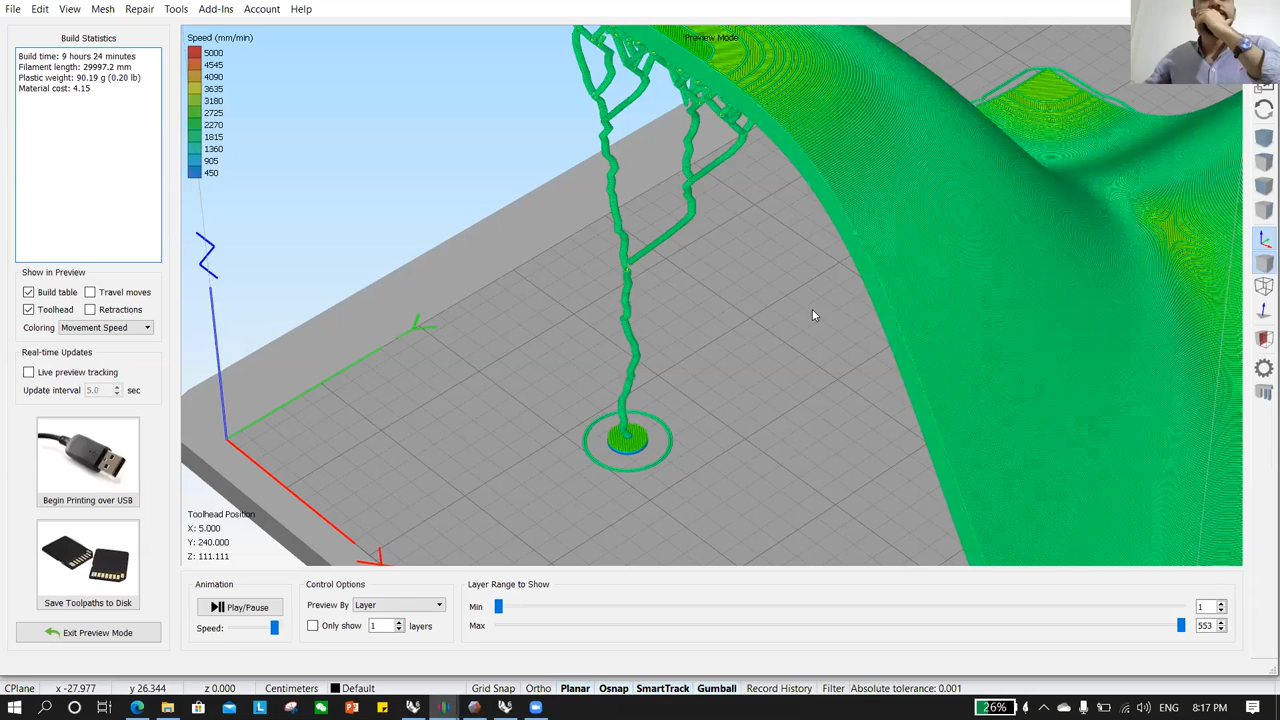 File Edit View Mesh Repair Tools Add-Ins Account Help
Build Statistics
Build time: 9 hours 24 minutes
Filament length: 29997.2 mm
Plastic weight: 90.19 g (0.20 lb)
Material cost: 4.15
Speed (mm/min)
5000
4545
4090
3635
3180
2725
2270
1815
1360
905
450
Preview Mode
Show in Preview
Build table Travel moves
Toolhead Retractions
Coloring Movement Speed
Real-time Updates
Live preview tracking
Update interval 5.0 sec
Begin Printing over USB
Save Toolpaths to Disk
Exit Preview Mode
Toolhead Position
X: 5.000
Y: 240.000
Z: 111.111
Animation
Play/Pause
Speed:
Control Options
Preview By Layer
Only show 1 layers
Layer Range to Show
Min 1
Max 553
CPlane x -27.977 y 26.344 z 0.000 Centimeters Default Grid Snap Ortho Planar Osnap SmartTrack Gumball Record History Filter Absolute tolerance: 0.001
26% ENG 8:17 PM